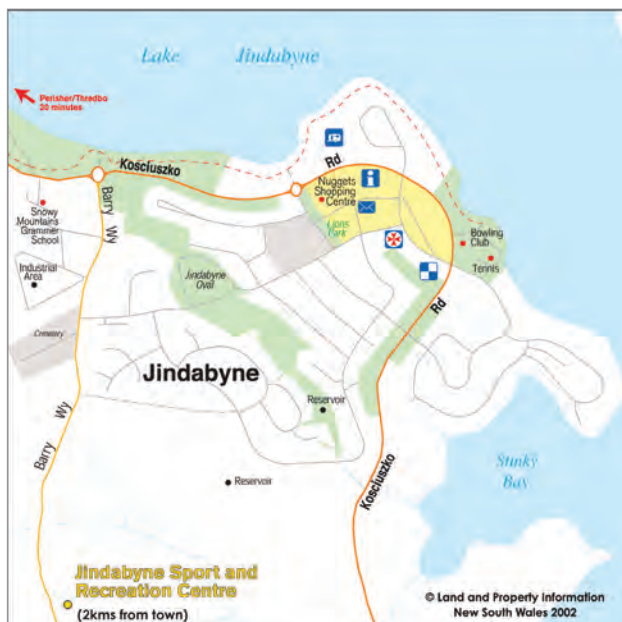 Lake Jindabyne
Perisher/Thredbo
30 minutes
Kosciuszko
Rd
Nuggets
Shopping
Centre
Barry Wy
Snowy
Mountains
Grammer
School
Lions
Park
Bowling
Club
Tennis
Industrial
Area
Jindabyne
Oval
Rd
Cemetery
Jindabyne
Barry Wy
Reservoir
Kosciuszko
Stinky
Bay
Reservoir
Jindabyne Sport and
Recreation Centre
(2kms from town)
© Land and Property information
New South Wales 2002